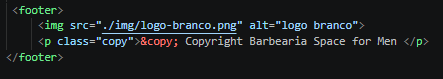 <footer>
<img src="./img/logo-branco.png" alt="logo branco">
<p class="copy">&copy; Copyright Barbearia Space for Men </p>
</footer>